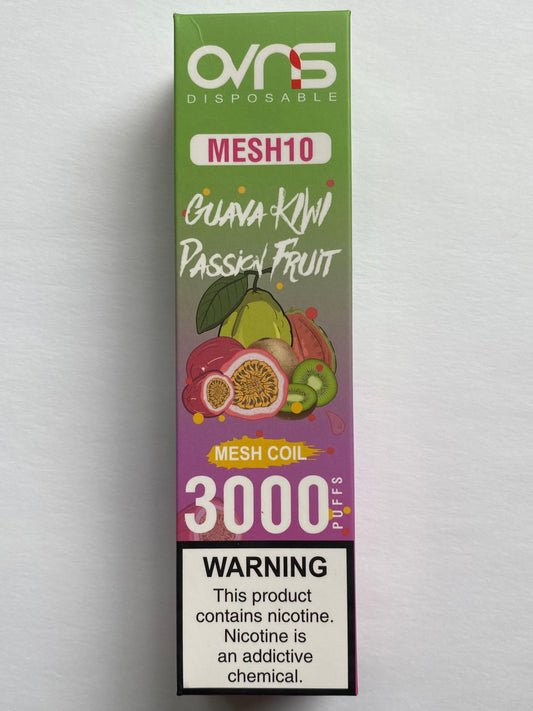 OVNS
DISPOSABLE
MESH10
GUAVA KIWI
PASSION FRUIT
MESH COIL
3000
PUFFS
WARNING
This product
contains nicotine.
Nicotine is
an addictive
chemical.